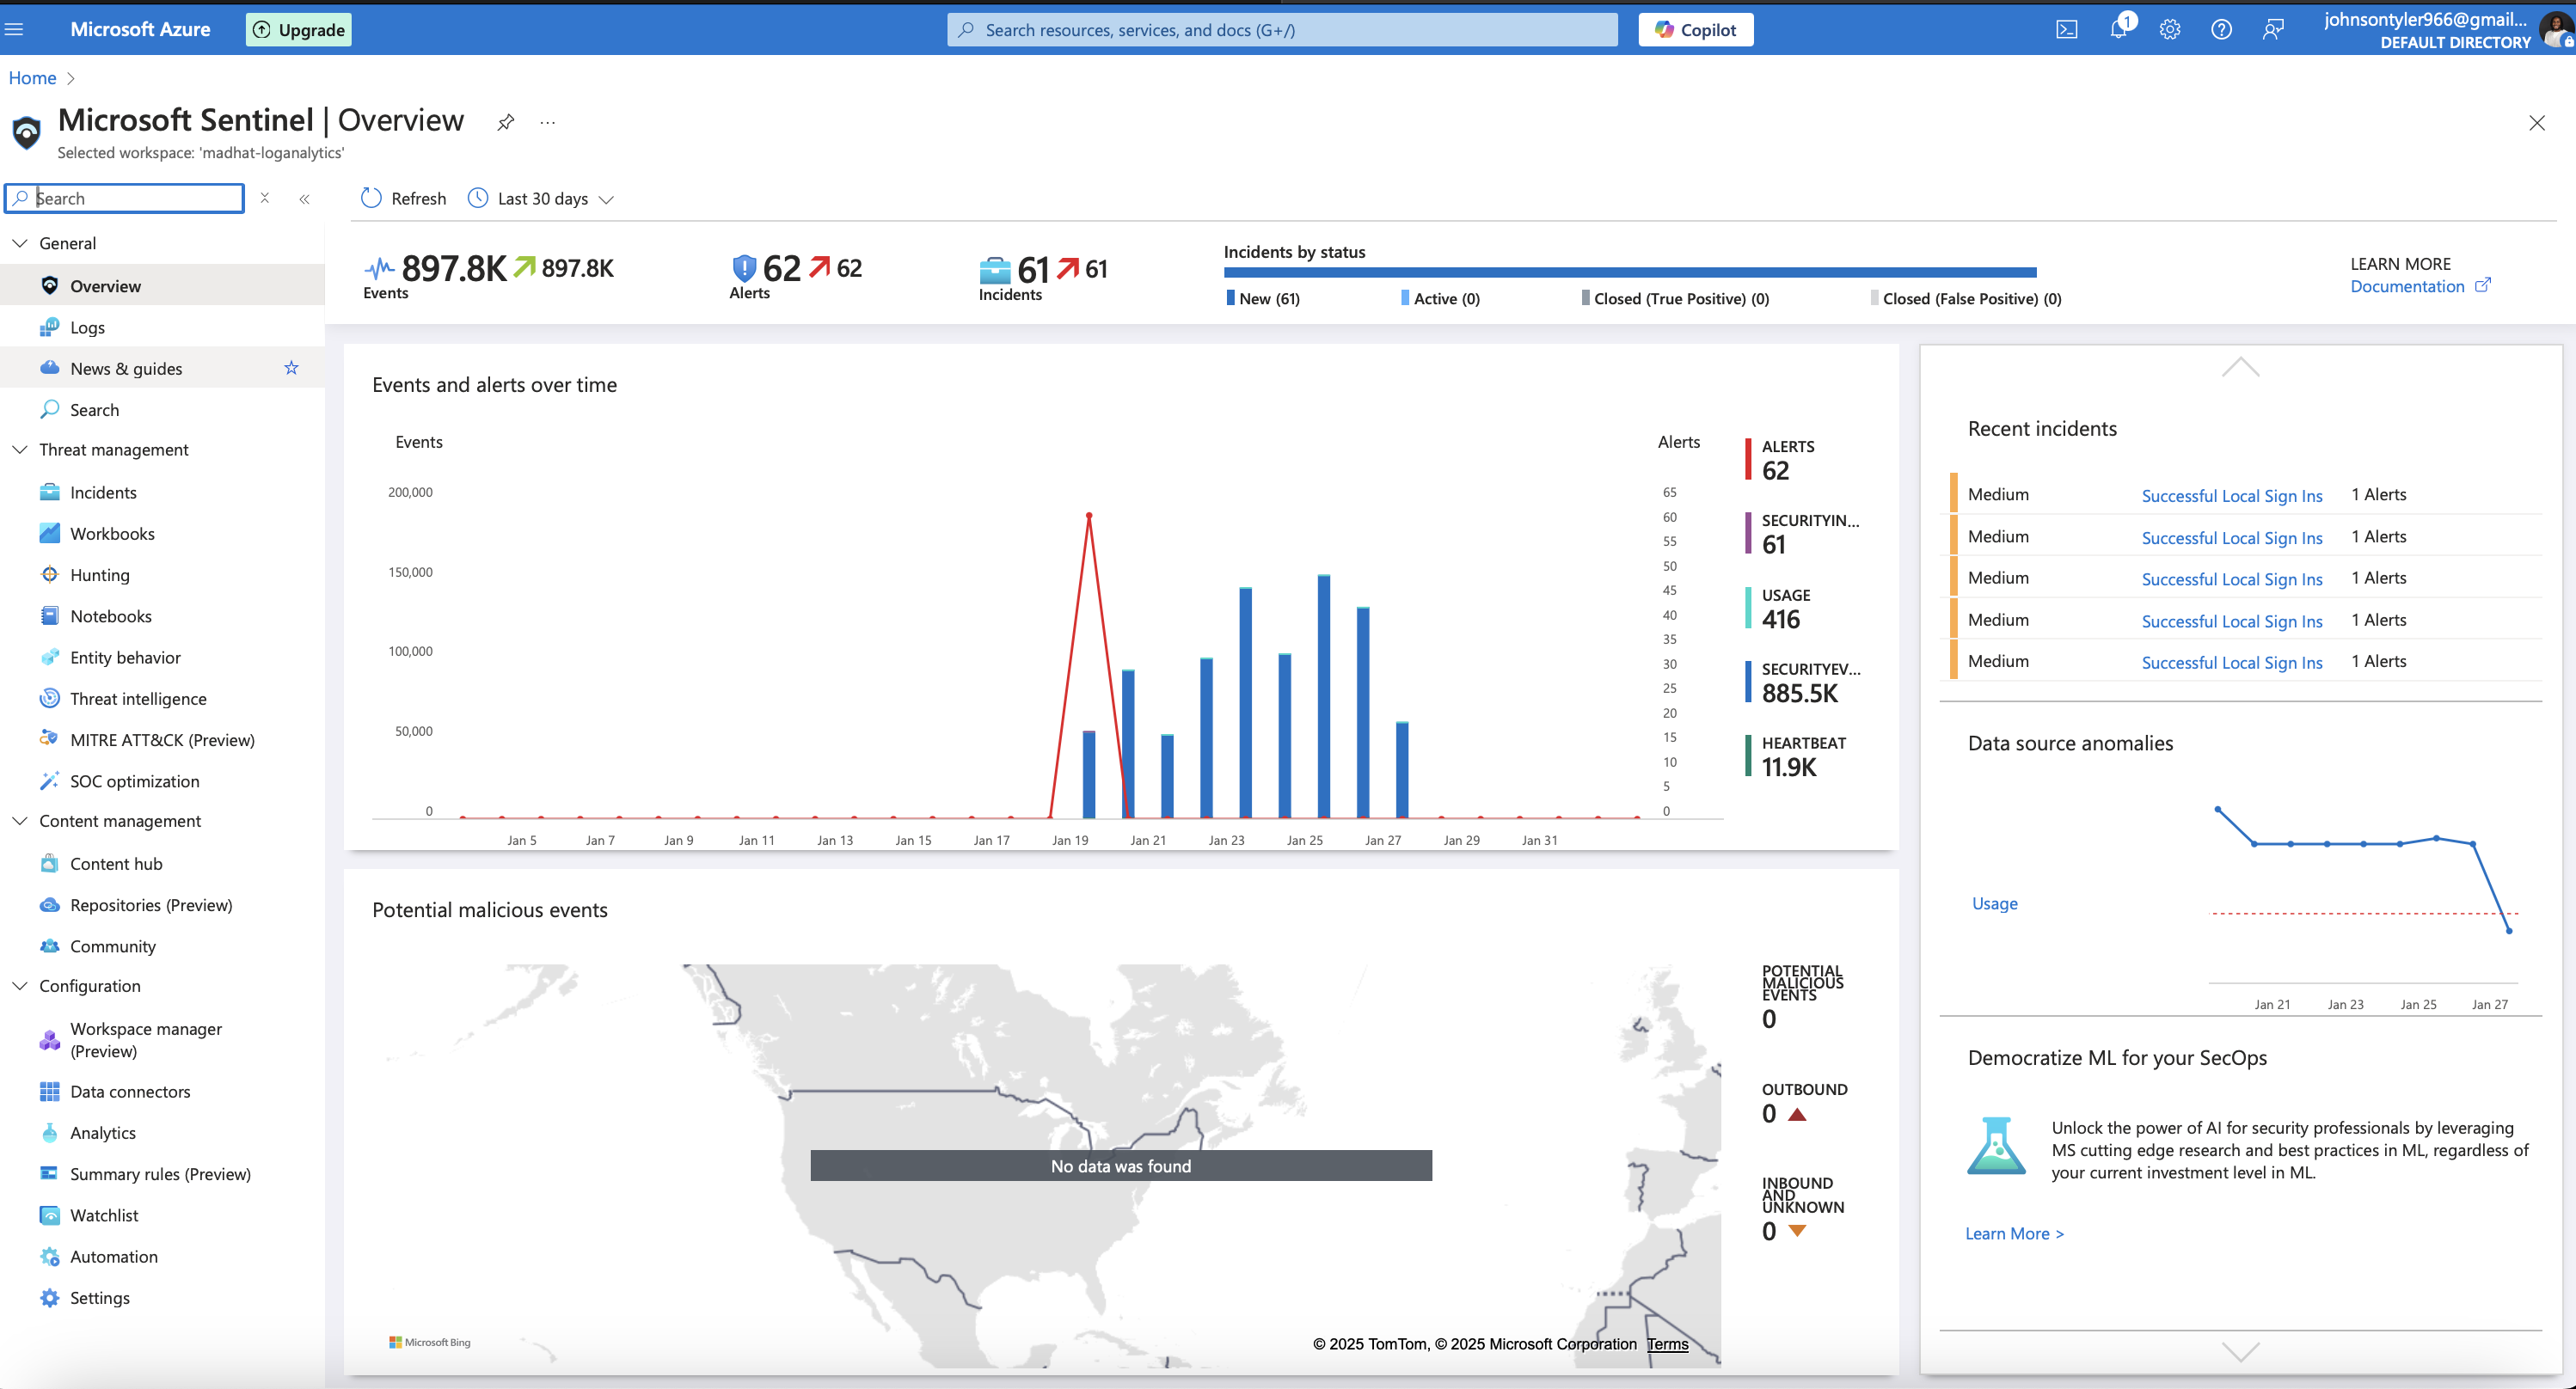 Microsoft Azure
Upgrade
Search resources, services, and docs (G+/)
Copilot
1
johnsontyler966@gmail...
DEFAULT DIRECTORY
Home
Microsoft Sentinel | Overview
...
Selected workspace: 'madhat-loganalytics'
Search
General
Overview
Logs
News & guides
Search
Threat management
Incidents
Workbooks
Hunting
Notebooks
Entity behavior
Threat intelligence
MITRE ATT&CK (Preview)
SOC optimization
Content management
Content hub
Repositories (Preview)
Community
Configuration
Workspace manager
(Preview)
Data connectors
Analytics
Summary rules (Preview)
Watchlist
Automation
Settings
Refresh
Last 30 days
897.8K 897.8K
Events
62 62
Alerts
61 61
Incidents
Incidents by status
New (61)
Active (0)
Closed (True Positive) (0)
Closed (False Positive) (0)
LEARN MORE
Documentation
Events and alerts over time
Events
200,000
150,000
100,000
50,000
0
Jan 5
Jan 7
Jan 9
Jan 11
Jan 13
Jan 15
Jan 17
Jan 19
Jan 21
Jan 23
Jan 25
Jan 27
Jan 29
Jan 31
Alerts
65
60
55
50
45
40
35
30
25
20
15
10
5
0
ALERTS
62
SECURITYIN...
61
USAGE
416
SECURITYEV...
885.5K
HEARTBEAT
11.9K
Potential malicious events
No data was found
Microsoft Bing
© 2025 TomTom, © 2025 Microsoft Corporation Terms
POTENTIAL
MALICIOUS
EVENTS
0
OUTBOUND
0
INBOUND
AND
UNKNOWN
0
Recent incidents
Medium Successful Local Sign Ins 1 Alerts
Medium Successful Local Sign Ins 1 Alerts
Medium Successful Local Sign Ins 1 Alerts
Medium Successful Local Sign Ins 1 Alerts
Medium Successful Local Sign Ins 1 Alerts
Data source anomalies
Usage
Jan 21
Jan 23
Jan 25
Jan 27
Democratize ML for your SecOps
Unlock the power of AI for security professionals by leveraging
MS cutting edge research and best practices in ML, regardless of
your current investment level in ML.
Learn More >